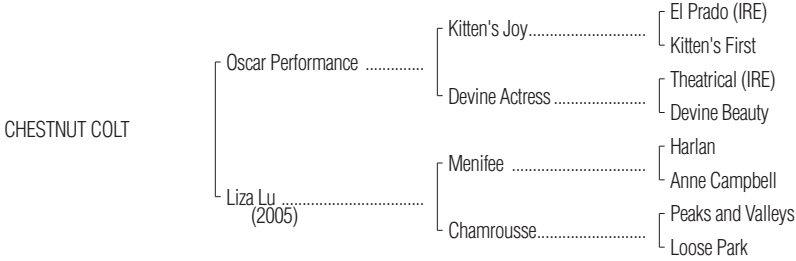 El Prado (IRE)
Kitten's Joy..........................
Kitten's First
Oscar Performance ..............
Theatrical (IRE)
Devine Actress ......................
Devine Beauty
CHESTNUT COLT
Harlan
Menifee ................................
Anne Campbell
Liza Lu ..................................
(2005)
Peaks and Valleys
Chamrousse..........................
Loose Park